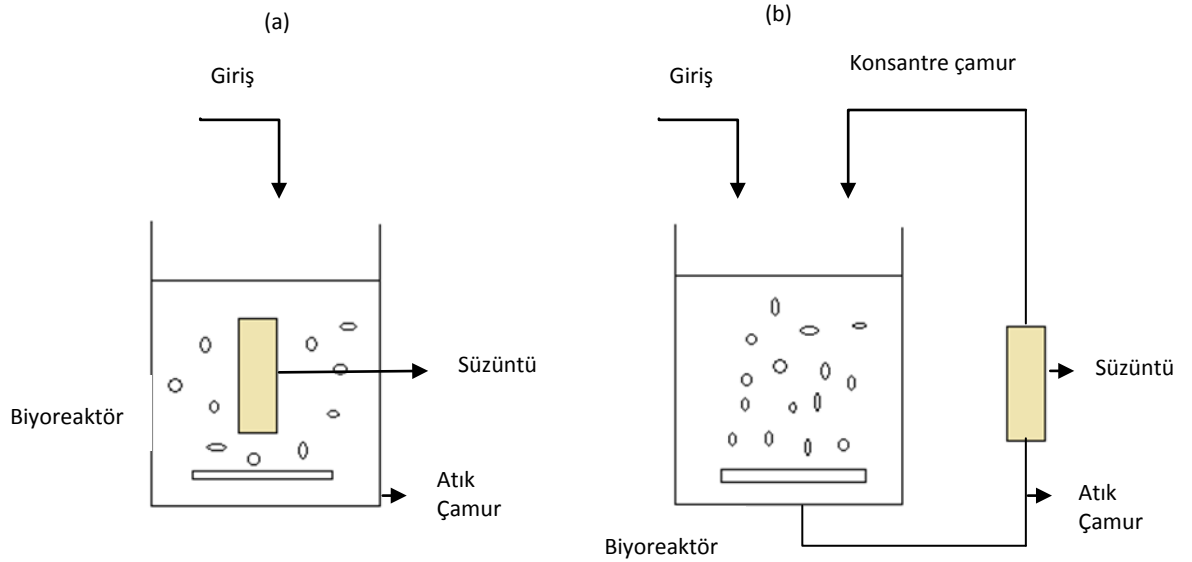 (a)
Giriş
Süzüntü
Biyoreaktör
Atık
Çamur
(b)
Giriş
Konsantre çamur
Süzüntü
Atık
Çamur
Biyoreaktör